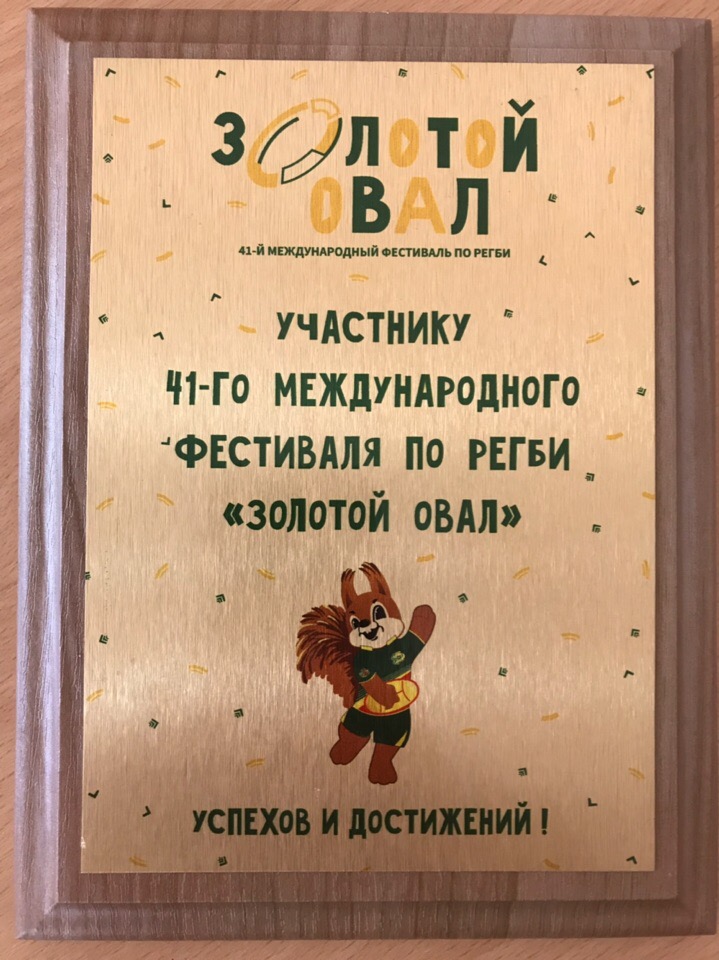 ЗОЛОТОЙ
ОВАЛ
41-Й МЕЖДУНАРОДНЫЙ ФЕСТИВАЛЬ ПО РЕГБИ
УЧАСТНИКУ
41-ГО МЕЖДУНАРОДНОГО
ФЕСТИВАЛЯ ПО РЕГБИ
«ЗОЛОТОЙ ОВАЛ»
УСПЕХОВ И ДОСТИЖЕНИЙ!